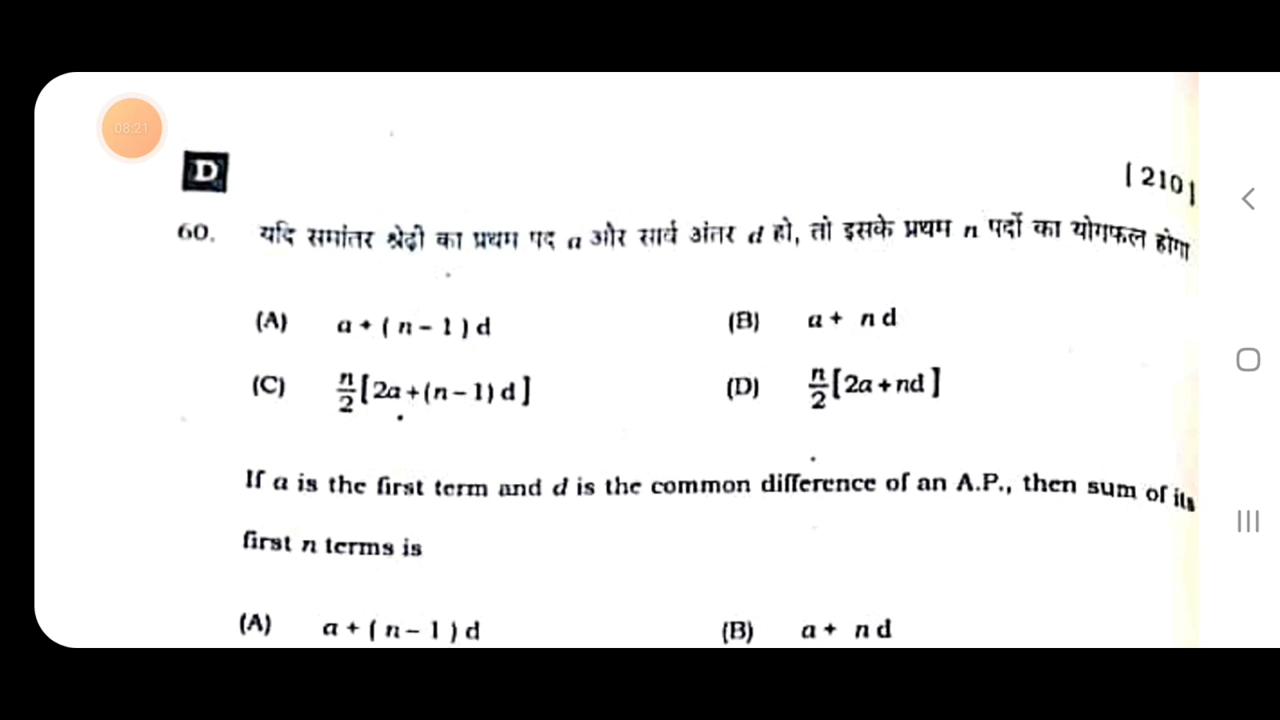 08:21
D
[ 210 ]
60. यदि समांतर श्रेढ़ी का प्रथम पद a और सार्व अंतर d हो, तो इसके प्रथम n पदों का योगफल होगा
(A) a + ( n – 1 ) d (B) a + n d
(C) n/2 [ 2a + (n – 1) d ] (D) n/2 [ 2a + nd ]
If a is the first term and d is the common difference of an A.P., then sum of its
first n terms is
(A) a + ( n – 1 ) d (B) a + n d